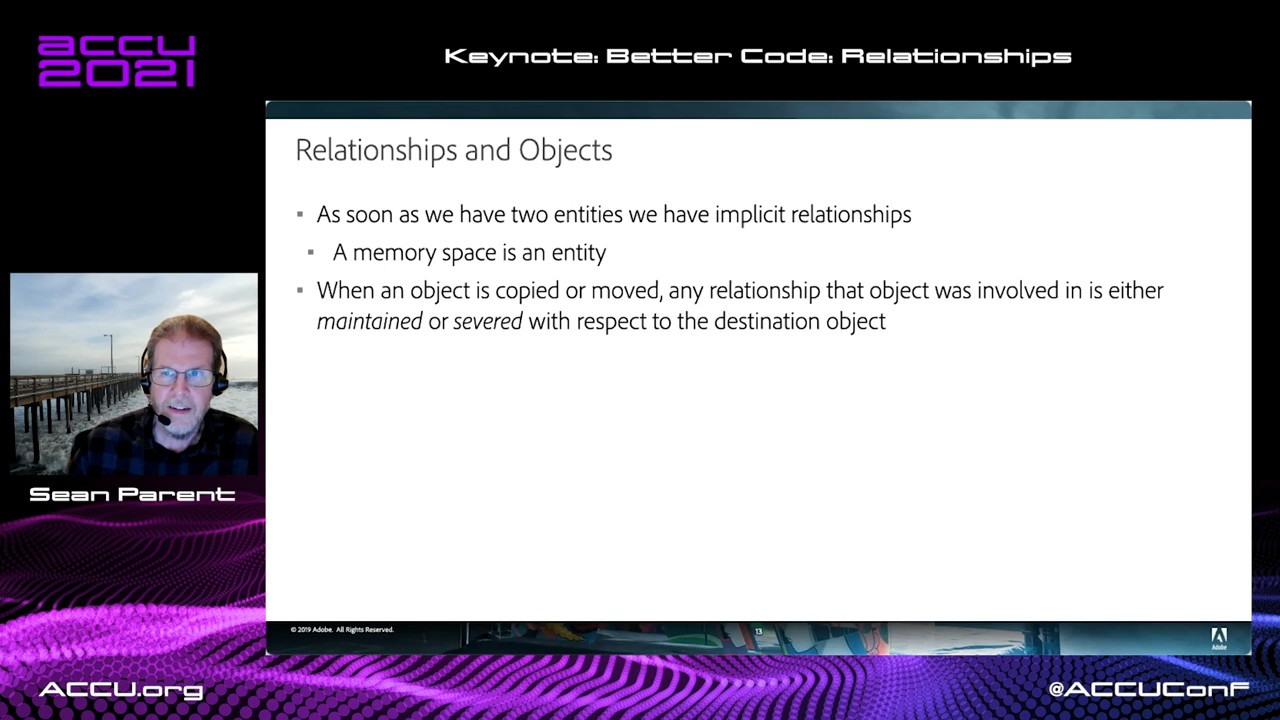 accu
2021
Keynote: Better Code: Relationships
Relationships and Objects
▪ As soon as we have two entities we have implicit relationships
▪ A memory space is an entity
▪ When an object is copied or moved, any relationship that object was involved in is either
maintained or severed with respect to the destination object
Sean Parent
© 2019 Adobe. All Rights Reserved.
13
Adobe
ACCU.org
@ACCUConf